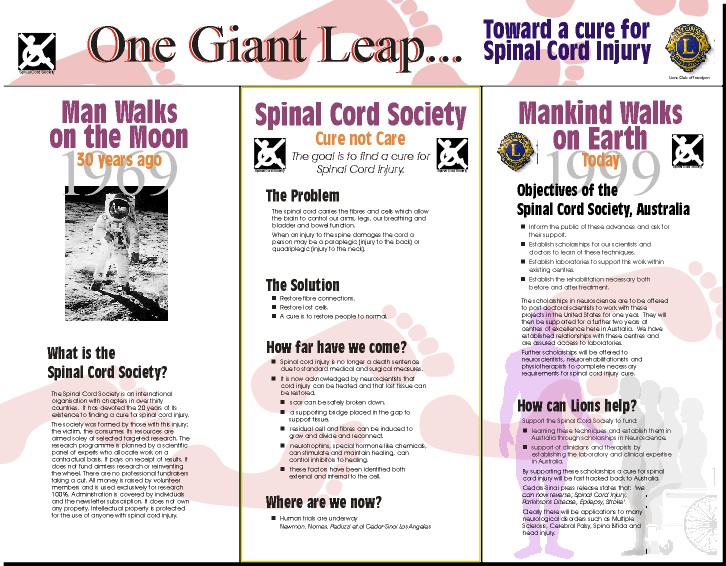 One Giant Leap...
Toward a cure for
Spinal Cord Injury
Spinal Cord Society
Lions Club of
Man Walks
on the Moon
30 years ago
1969
What is the
Spinal Cord Society?
The Spinal Cord Society is an international
organisation with chapters in over thirty
countries. It has devoted the 20 years of its
existence to finding a cure for spinal cord injury.
The society was formed by those with this injury;
the victim, the consumer. Its resources are
aimed solely at selected targeted research. The
research programme is planned by a scientific
panel of experts who allocate work on a
contractual basis. It pays on receipt of results. It
does not fund aimless research or reinventing
the wheel. There are no professional fundraisers
taking a cut. All money is raised by volunteer
members and is used exclusively for research
100%. Administration is covered by individuals
and the newsletter subscription. It does not own
any property. Intellectual property is protected
for the use of anyone with spinal cord injury.
Spinal Cord Society
Cure not Care
The goal is to find a cure for
Spinal Cord Injury.
The Problem
The spinal cord carries the fibres and cells which allow
the brain to control our arms, legs, our breathing and
bladder and bowel function.
When an injury to the spine damages the cord a
person may be a paraplegic (injury to the back) or
quadriplegic (injury to the neck).
The Solution
Restore fibre connections.
Restore lost cells.
A cure is to restore people to normal.
How far have we come?
Spinal cord injury is no longer a death sentence
due to standard medical and surgical measures.
It is now acknowledged by neuroscientists that
cord injury can be treated and that lost tissue can
be restored.
scar can be safely broken down.
a supporting bridge placed in the gap to
support tissue.
residual cell and fibres can be induced to
grow and divide and reconnect.
neurotrophins, special hormone like chemicals,
can stimulate and maintain healing, can
control inhibitors to healing.
these factors have been identified both
external and internal to the cell.
Where are we now?
Human trials are underway
Newman, Nornes, Paduzzi et al Cedar-Sinai Los Angeles
Mankind Walks
on Earth
Today
1999
Objectives of the
Spinal Cord Society, Australia
Inform the public of these advances and ask for
their support.
Establish scholarships for our scientists and
doctors to learn of these techniques.
Establish laboratories to support this work within
existing centres.
Establish the rehabilitation necessary both
before and after treatment.
The scholarships in neuroscience are to be offered
to post doctoral scientists to work with these
projects in the United States for one year. They will
then be supported for a further two years at
centres of excellence here in Australia. We have
established relationships with these centres and
are assured access to laboratories.
Further scholarships will be offered to
neuroscientists, neurorehabilitationists and
physiotherapists to complete necessary
requirements for spinal cord injury cure.
How can Lions help?
Support the Spinal Cord Society to fund:
learning these techniques and establish them in
Australia through scholarships in Neuroscience.
support of clinicians and therapists by
establishing the laboratory and clinical expertise
in Australia.
By supporting these scholarships a cure for spinal
cord injury will be fast tracked back to Australia.
Cedars Sinai press release states that: 'we
can now reverse, Spinal Cord Injury,
Parkinsons Disease, Epilepsy, Stroke'.
Clearly there will be applications to many
neurological disorders such as Multiple
Sclerosis, Cerebral Palsy, Spina Bifida and
head injury.